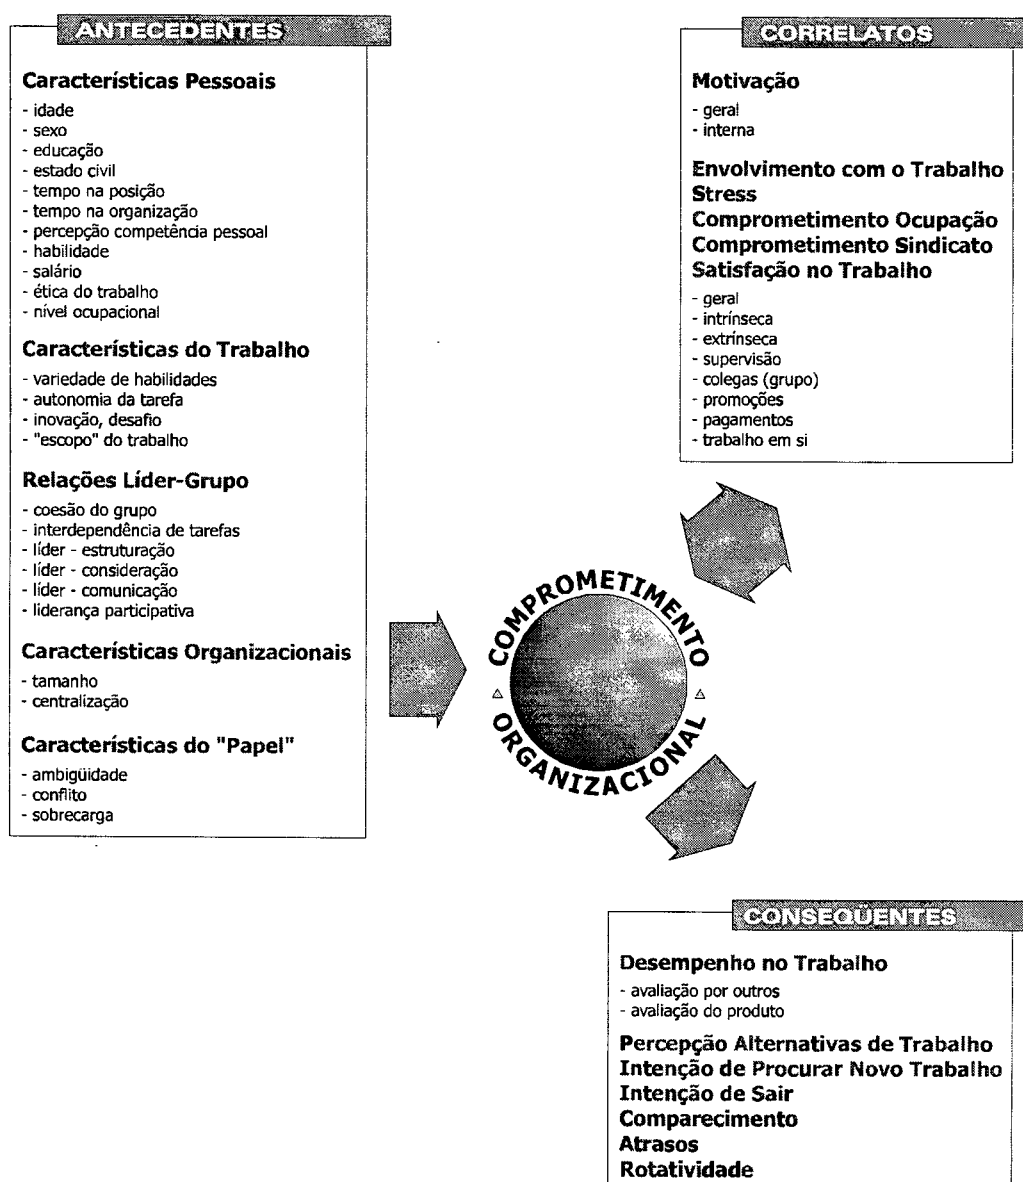 ANTECEDENTES
Características Pessoais
- idade
- sexo
- educação
- estado civil
- tempo na posição
- tempo na organização
- percepção competência pessoal
- habilidade
- salário
- ética do trabalho
- nível ocupacional
Características do Trabalho
- variedade de habilidades
- autonomia da tarefa
- inovação, desafio
- "escopo" do trabalho
Relações Líder-Grupo
- coesão do grupo
- interdependência de tarefas
- líder - estruturação
- líder - consideração
- líder - comunicação
- liderança participativa
Características Organizacionais
- tamanho
- centralização
Características do "Papel"
- ambigüidade
- conflito
- sobrecarga
COMPROMETIMENTO
ORGANIZACIONAL
CORRELATOS
Motivação
- geral
- interna
Envolvimento com o Trabalho
Stress
Comprometimento Ocupação
Comprometimento Sindicato
Satisfação no Trabalho
- geral
- intrínseca
- extrínseca
- supervisão
- colegas (grupo)
- promoções
- pagamentos
- trabalho em si
CONSEQÜENTES
Desempenho no Trabalho
- avaliação por outros
- avaliação do produto
Percepção Alternativas de Trabalho
Intenção de Procurar Novo Trabalho
Intenção de Sair
Comparecimento
Atrasos
Rotatividade